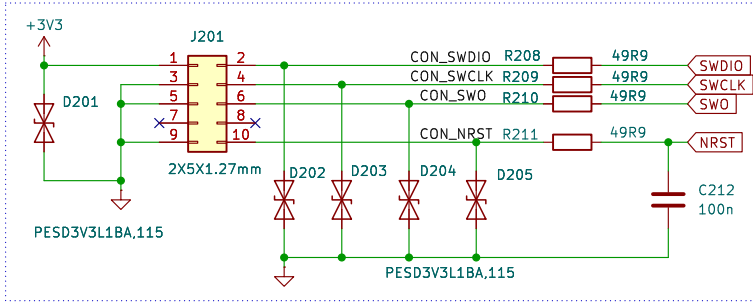 +3V3
J201
1 2 CON_SWDIO R208 49R9 SWDIO
3 4 CON_SWCLK R209 49R9 SWCLK
D201 5 6 CON_SWO R210 49R9 SWO
7 8
9 10 CON_NRST R211 49R9 NRST
2X5X1.27mm D202 D203 D204 D205
C212
100n
PESD3V3L1BA,115
PESD3V3L1BA,115